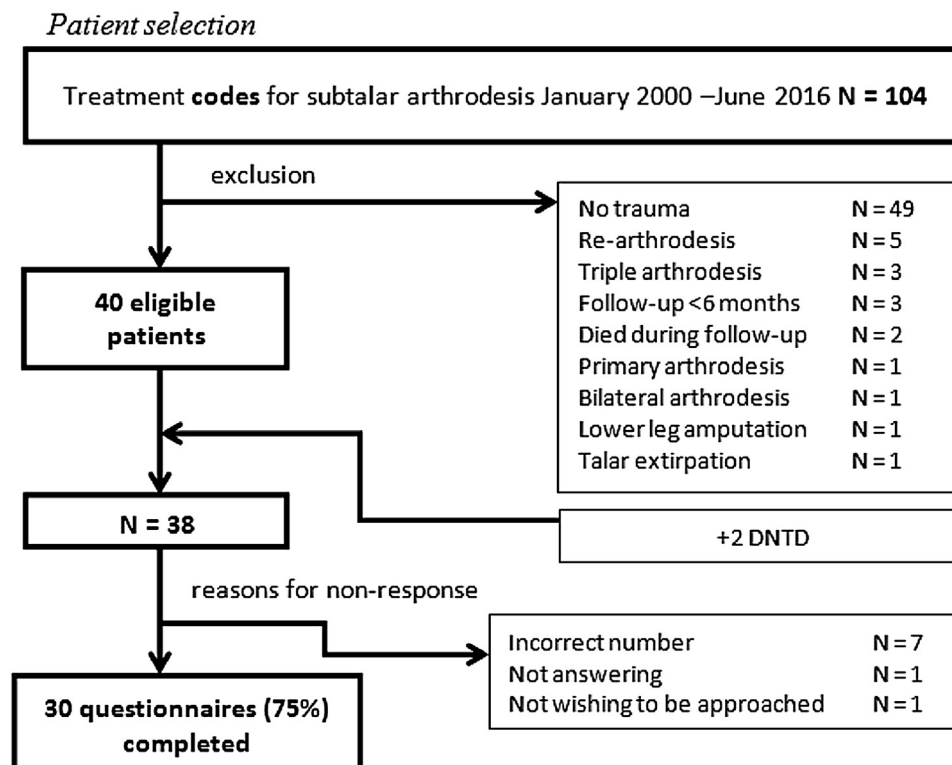 Patient selection
Treatment codes for subtalar arthrodesis January 2000 –June 2016 N = 104
exclusion
No trauma N = 49
Re-arthrodesis N = 5
Triple arthrodesis N = 3
Follow-up <6 months N = 3
Died during follow-up N = 2
Primary arthrodesis N = 1
Bilateral arthrodesis N = 1
Lower leg amputation N = 1
Talar extirpation N = 1
40 eligible
patients
+2 DNTD
N = 38
reasons for non-response
Incorrect number N = 7
Not answering N = 1
Not wishing to be approached N = 1
30 questionnaires (75%)
completed